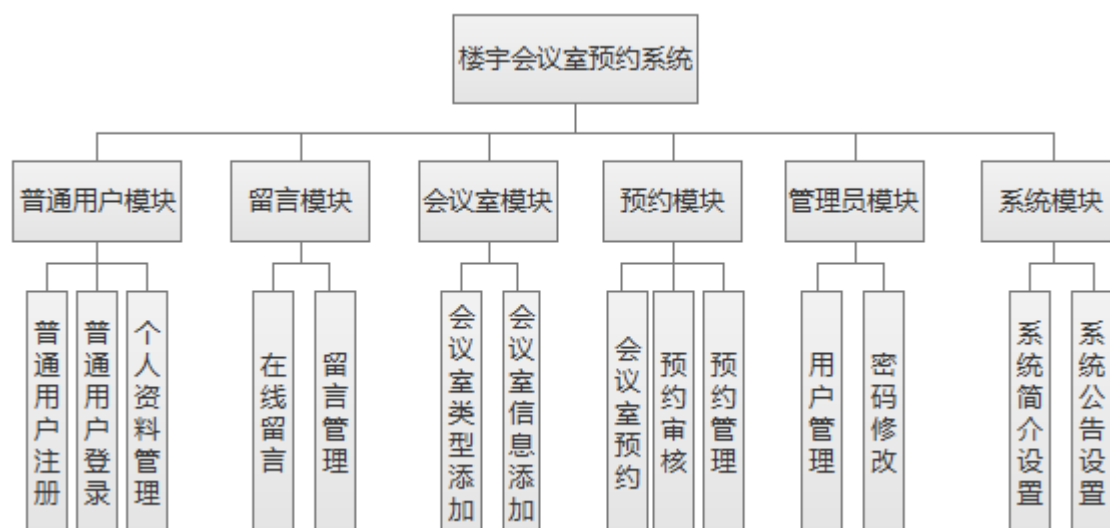 楼宇会议室预约系统
普通用户模块
留言模块
会议室模块
预约模块
管理员模块
系统模块
普通用户注册
普通用户登录
个人资料管理
在线留言
留言管理
会议室类型添加
会议室信息添加
会议室预约
预约审核
预约管理
用户管理
密码修改
系统简介设置
系统公告设置